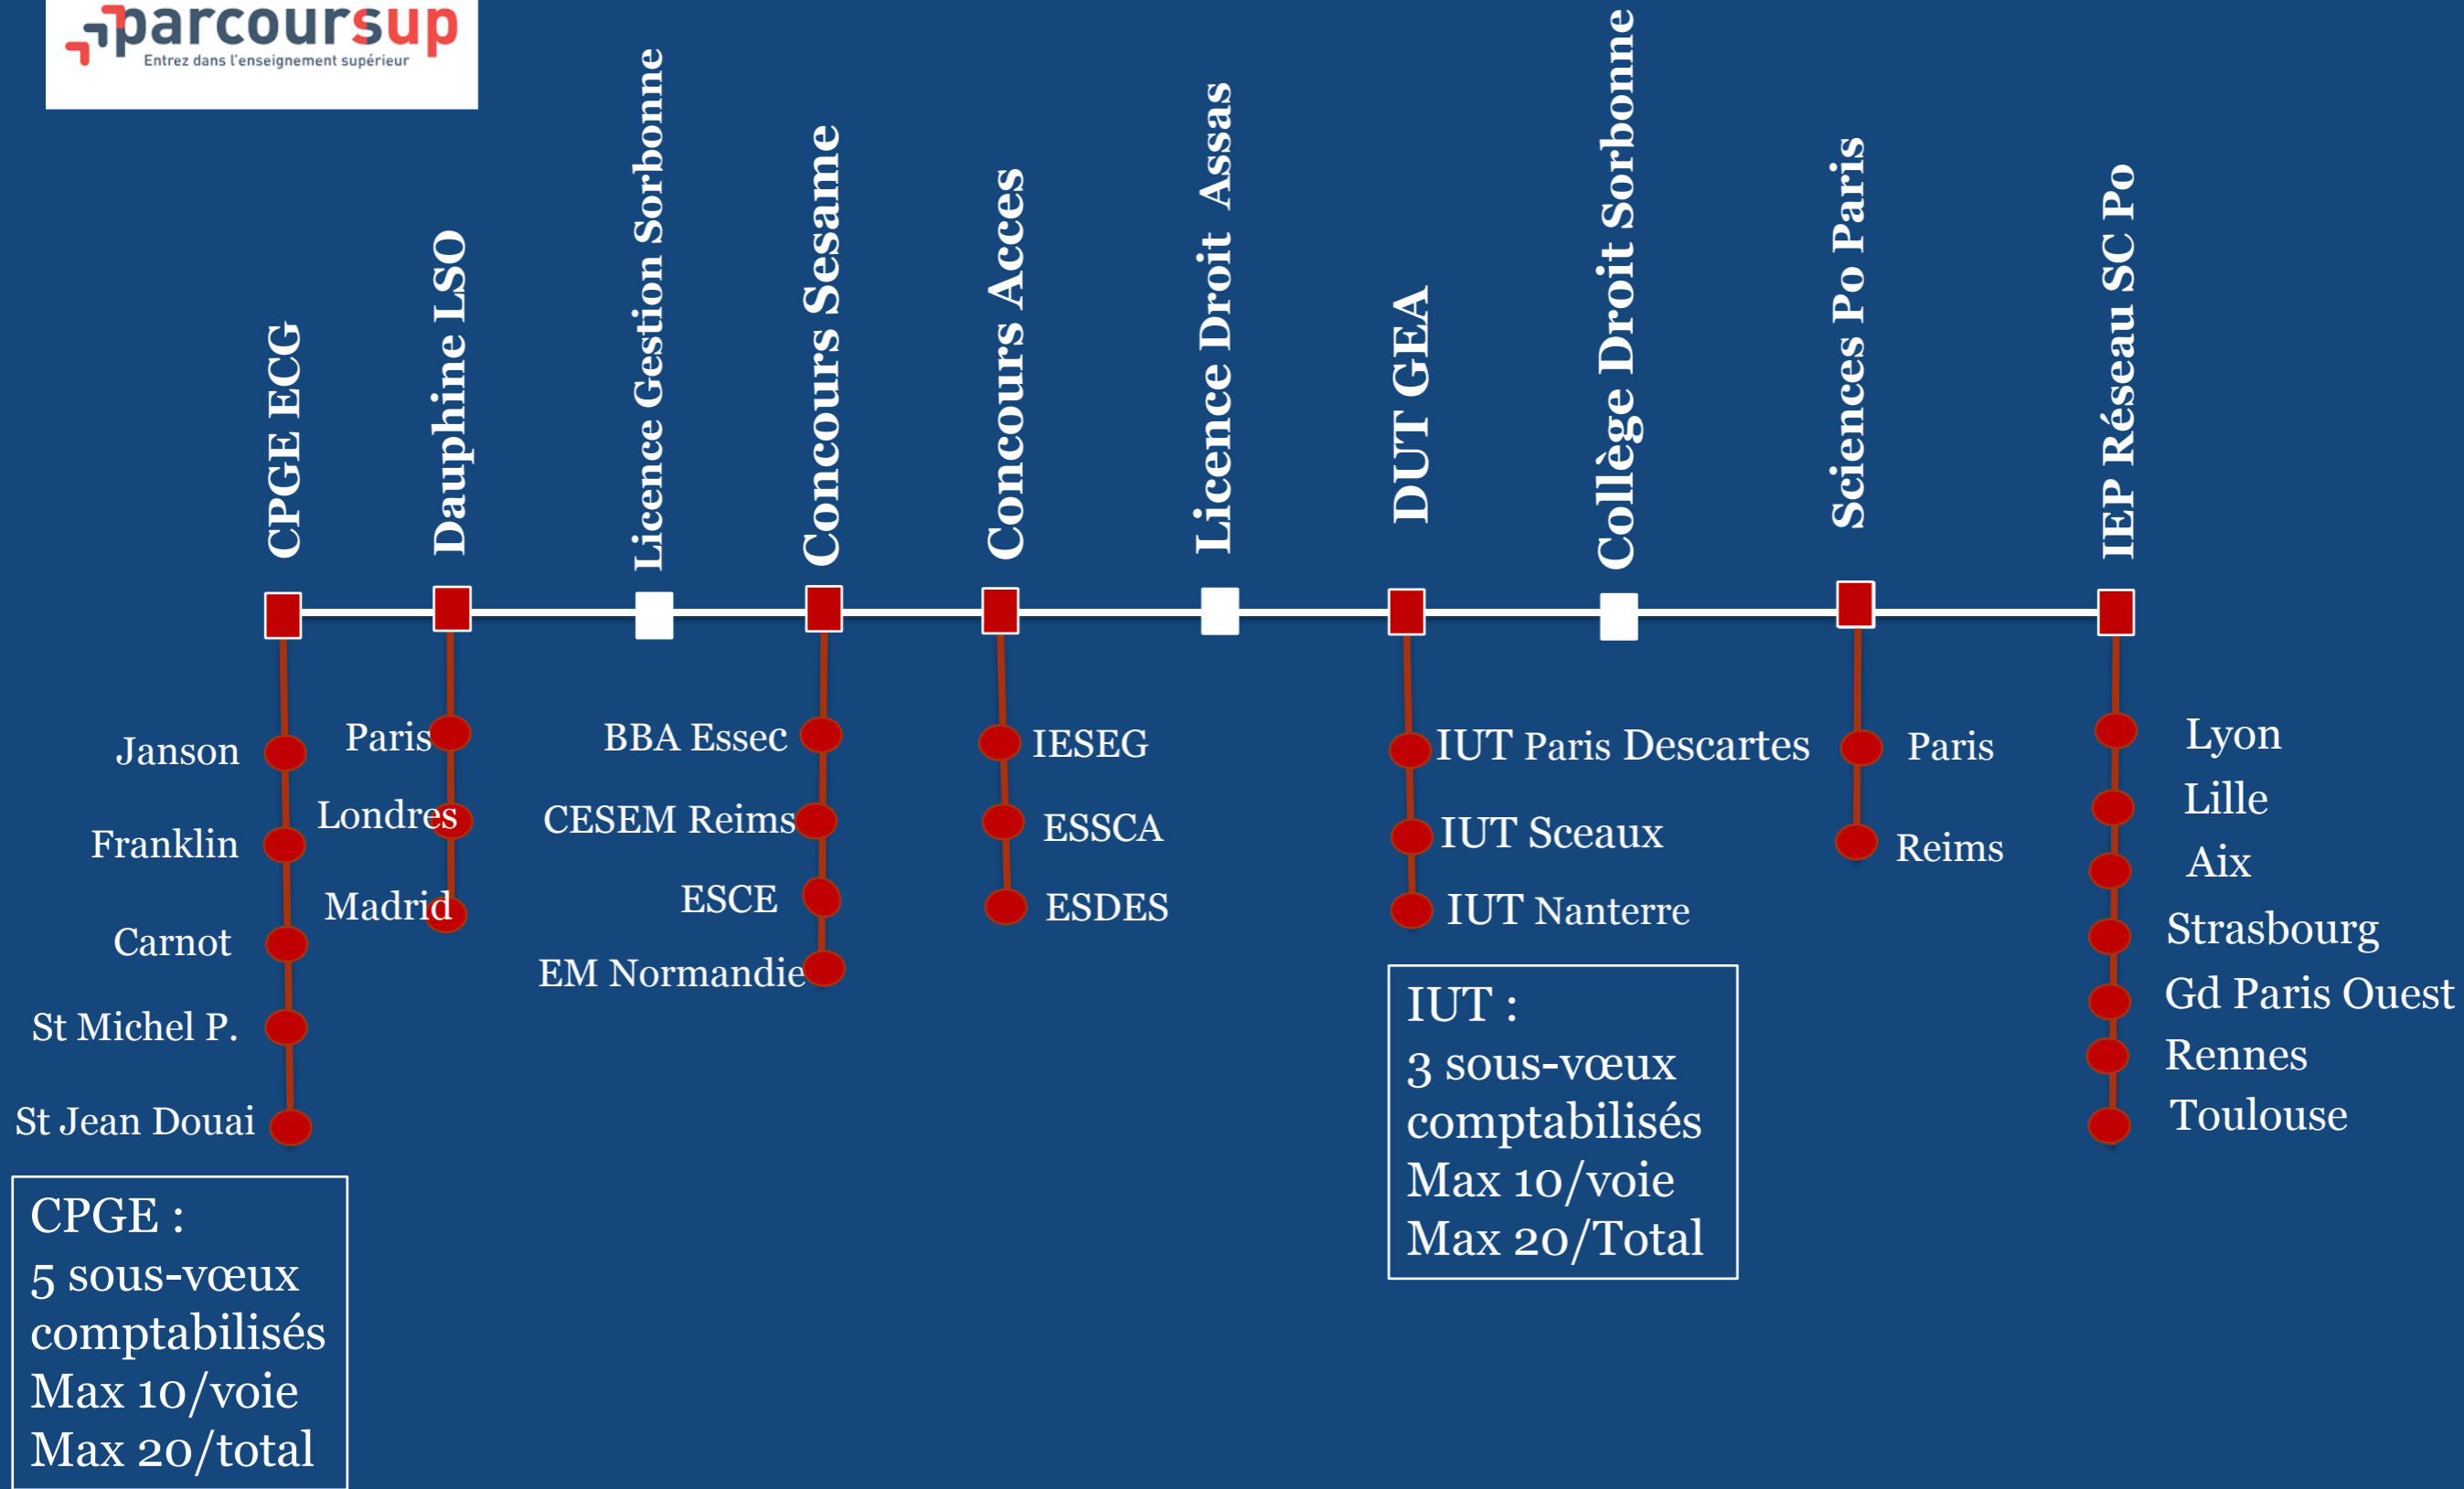 parcoursup
Entrez dans l'enseignement supérieur
CPGE ECG
Dauphine LSO
Licence Gestion Sorbonne
Concours Sesame
Concours Acces
Licence Droit Assas
DUT GEA
Collège Droit Sorbonne
Sciences Po Paris
IEP Réseau SC Po
Janson
Franklin
Carnot
St Michel P.
St Jean Douai
Paris
Londres
Madrid
BBA Essec
CESEM Reims
ESCE
EM Normandie
IESEG
ESSCA
ESDES
IUT Paris Descartes
IUT Sceaux
IUT Nanterre
Paris
Reims
Lyon
Lille
Aix
Strasbourg
Gd Paris Ouest
Rennes
Toulouse
CPGE :
5 sous-vœux
comptabilisés
Max 10/voie
Max 20/total
IUT :
3 sous-vœux
comptabilisés
Max 10/voie
Max 20/Total